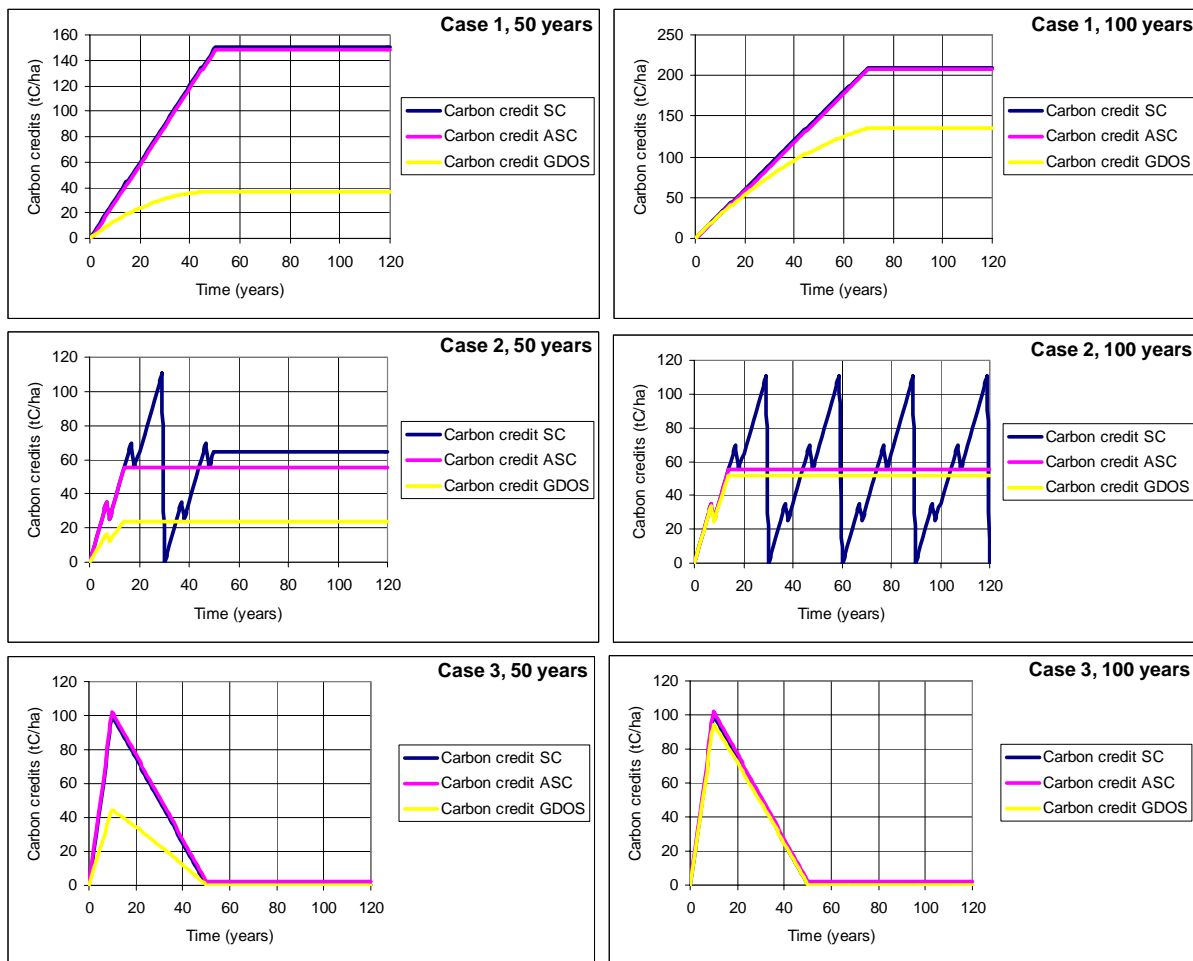 Case 1, 50 years
Carbon credits (tC/ha)
160
140
120
100
80
60
40
20
0
0 20 40 60 80 100 120
Time (years)
Carbon credit SC
Carbon credit ASC
Carbon credit GDOS
Case 1, 100 years
Carbon credits (tC/ha)
250
200
150
100
50
0
0 20 40 60 80 100 120
Time (years)
Carbon credit SC
Carbon credit ASC
Carbon credit GDOS
Case 2, 50 years
Carbon credits (tC/ha)
120
100
80
60
40
20
0
0 20 40 60 80 100 120
Time (years)
Carbon credit SC
Carbon credit ASC
Carbon credit GDOS
Case 2, 100 years
Carbon credits (tC/ha)
120
100
80
60
40
20
0
0 20 40 60 80 100 120
Time (years)
Carbon credit SC
Carbon credit ASC
Carbon credit GDOS
Case 3, 50 years
Carbon credits (tC/ha)
120
100
80
60
40
20
0
0 20 40 60 80 100 120
Time (years)
Carbon credit SC
Carbon credit ASC
Carbon credit GDOS
Case 3, 100 years
Carbon credits (tC/ha)
120
100
80
60
40
20
0
0 20 40 60 80 100 120
Time (years)
Carbon credit SC
Carbon credit ASC
Carbon credit GDOS